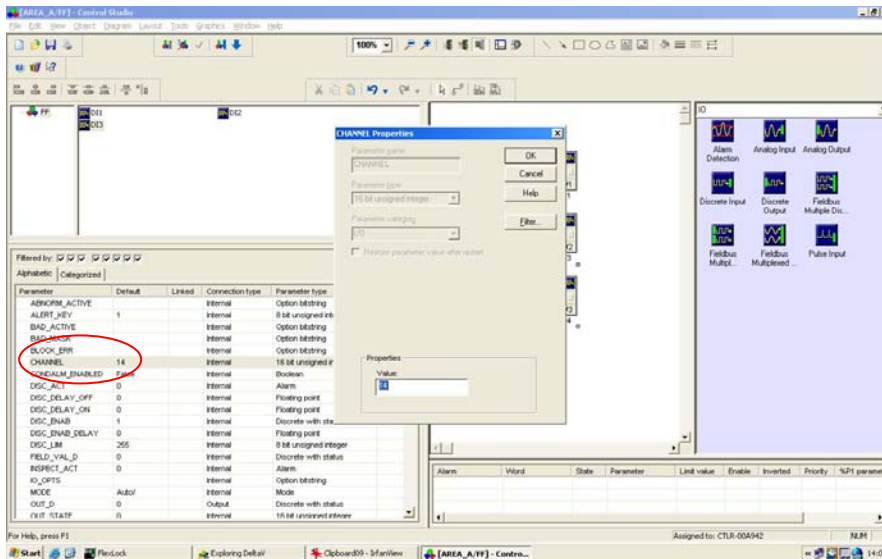 [AREA_A/FF] - Control Studio
File Edit View Object Diagram Layout Tools Graphics Window Help
100%
FF
DI1
DI2
DI3
IO
Alarm Detection
Analog Input
Analog Output
Discrete Input
Discrete Output
Fieldbus Multiple Dis...
Fieldbus Multipl...
Fieldbus Multiplexed ...
Pulse Input
CHANNEL Properties
Parameter name:
CHANNEL
Parameter type:
16 bit unsigned integer
Parameter category:
I/O
Restore parameter value after restart
OK
Cancel
Help
Filter...
Properties
Value:
14
Filtered by:
Alphabetic Categorized
Parameter Default Linked Connection type Parameter type
ABNORM_ACTIVE Internal Option bitstring
ALERT_KEY 1 Internal 8 bit unsigned int
BAD_ACTIVE Internal Option bitstring
BAD_MASK Internal Option bitstring
BLOCK_ERR Internal Option bitstring
CHANNEL 14 Internal 16 bit unsigned ir
CONDALM_ENABLED False Internal Boolean
DISC_ACT 0 Internal Alarm
DISC_DELAY_OFF 0 Internal Floating point
DISC_DELAY_ON 0 Internal Floating point
DISC_ENAB 1 Internal Discrete with sta
DISC_ENAB_DELAY 0 Internal Floating point
DISC_LIM 255 Internal 8 bit unsigned integer
FIELD_VAL_D 0 Internal Discrete with status
INSPECT_ACT 0 Internal Alarm
IO_OPTS Internal Option bitstring
MODE Auto/ Internal Mode
OUT_D 0 Output Discrete with status
OUT_STATE 0 Internal 16 bit unsigned integer
Alarm Word State Parameter Limit value Enable Inverted Priority %P1 parame
For Help, press F1
Assigned to: CTLR-00A942
NUM
Start
FlexLock
Exploring DeltaV
Clipboard09 - IrfanView
[AREA_A/FF] - Contro...